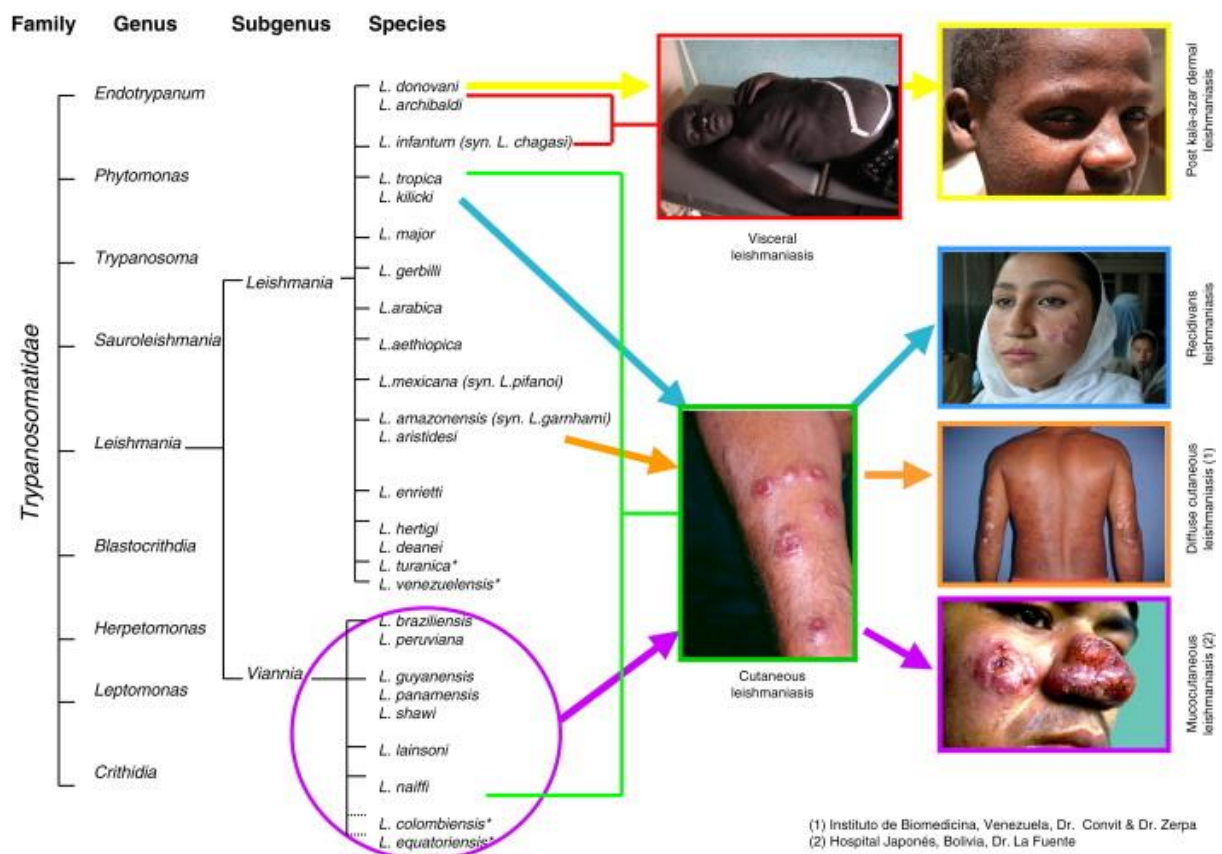 Family Genus Subgenus Species
Trypanosomatidae
Endotrypanum
Phytomonas
Trypanosoma
Sauroleishmania
Leishmania
Blastocrithdia
Herpetomonas
Leptomonas
Crithidia
Leishmania
Viannia
L. donovani
L. archibaldi
L. infantum (syn. L. chagasi)
L. tropica
L. kilicki
L. major
L. gerbilli
L.arabica
L.aethiopica
L.mexicana (syn. L.pifanoi)
L. amazonensis (syn. L.garnhami)
L. aristidesi
L. enrietti
L. hertigi
L. deanei
L. turanica*
L. venezuelensis*
L. braziliensis
L. peruviana
L. guyanensis
L. panamensis
L. shawi
L. lainsoni
L. naiffi
L. colombiensis*
L. equatoriensis*
Visceral
leishmaniasis
Cutaneous
leishmaniasis
Post kala-azar dermal
leishmaniasis
Recidivans
leishmaniasis
Diffuse cutaneous
leishmaniasis (1)
Mucocutaneous
leishmaniasis (2)
(1) Instituto de Biomedicina, Venezuela, Dr. Convit & Dr. Zerpa
(2) Hospital Japonés, Bolivia, Dr. La Fuente